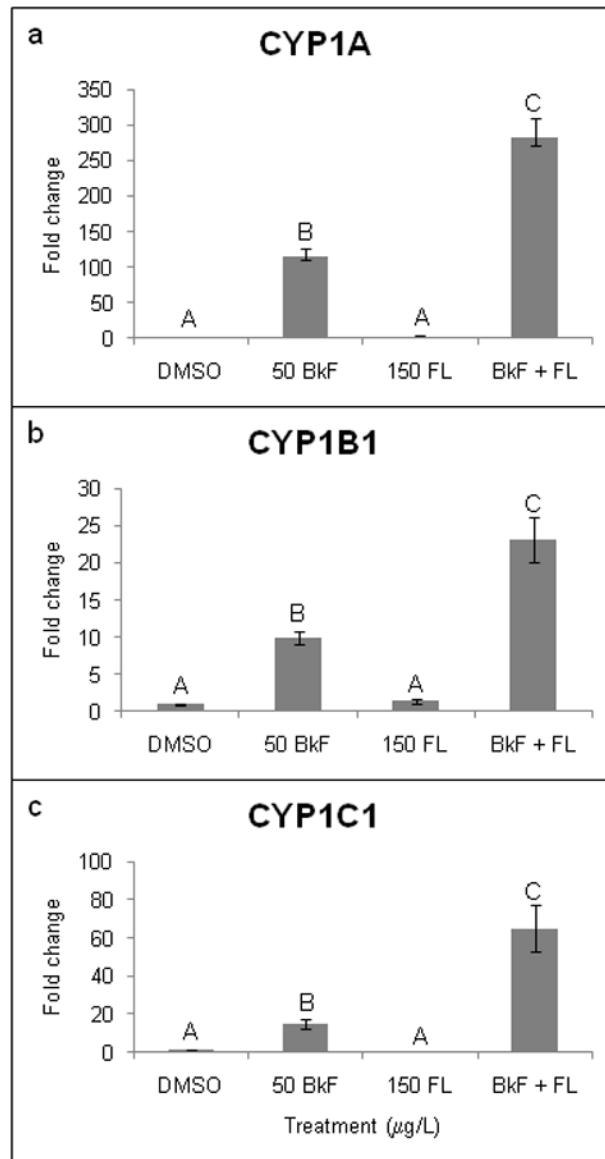 a
CYP1A
350
300
250
200
150
100
50
0
Fold change
A
B
A
C
DMSO 50 BkF 150 FL BkF + FL
b
CYP1B1
30
25
20
15
10
5
0
Fold change
A
B
A
C
DMSO 50 BkF 150 FL BkF + FL
c
CYP1C1
100
80
60
40
20
0
Fold change
A
B
A
C
DMSO 50 BkF 150 FL BkF + FL
Treatment (µg/L)